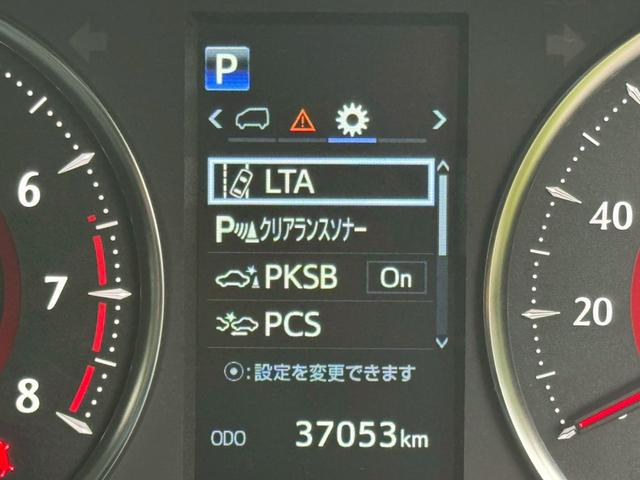 P
LTA
Pクリアランスソナー
PKSB On
PCS
:設定を変更できます
ODO 37053km
6
7
8
40
20